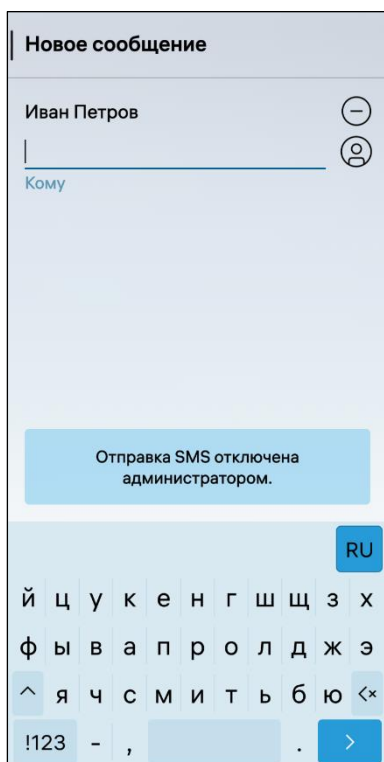 Новое сообщение
Иван Петров
Кому
Отправка SMS отключена
администратором.
RU
й ц у к е н г ш щ з х
ф ы в а п р о л д ж э
я ч с м и т ь б ю
!123 - , .